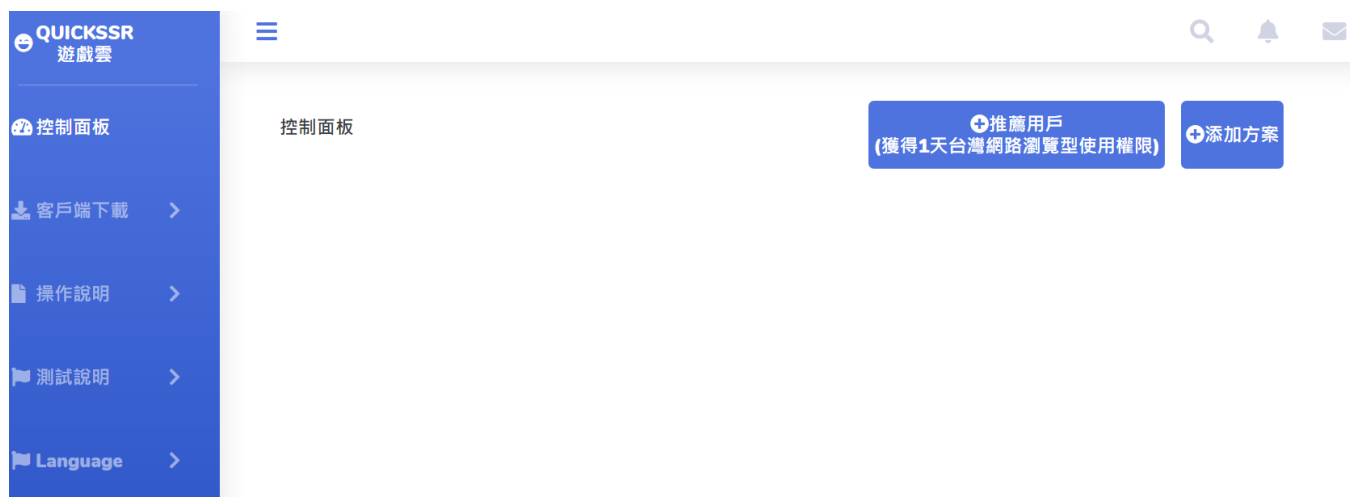 QUICKSSR
遊戲雲
控制面板
客戶端下載
操作說明
測試說明
Language
控制面板
推薦用戶
(獲得1天台灣網路瀏覽型使用權限)
添加方案